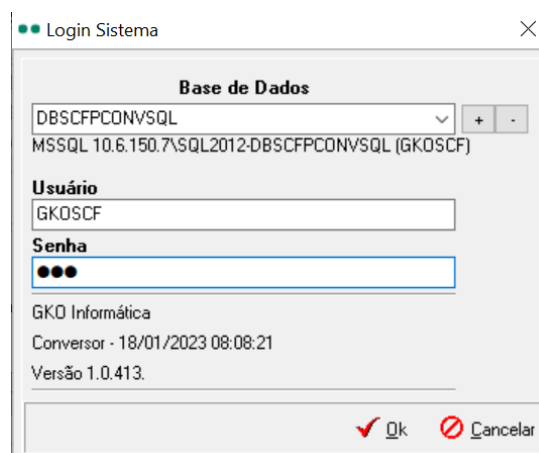 Login Sistema
Base de Dados
DBSCFPCONVSQL
+ -
MSSQL 10.6.150.7\SQL2012-DBSCFPCONVSQL (GKOSCF)
Usuário
GKOSCF
Senha
●●●
GKO Informática
Conversor - 18/01/2023 08:08:21
Versão 1.0.413.
Ok Cancelar